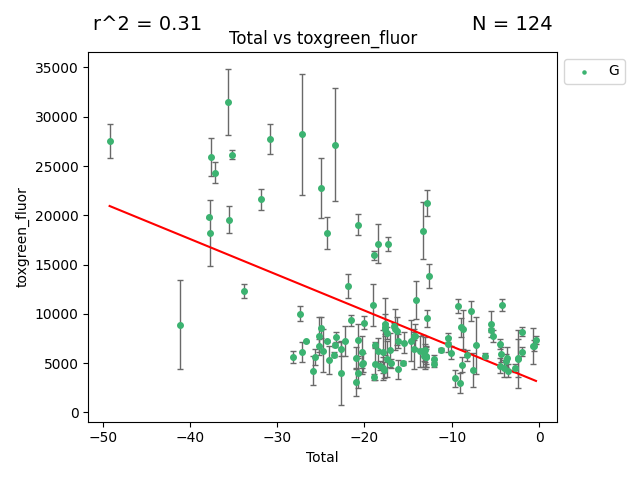 r^2 = 0.31 N = 124
Total vs toxgreen_fluor
G
35000
30000
25000
20000
15000
10000
5000
0
toxgreen_fluor
−50 −40 −30 −20 −10 0
Total